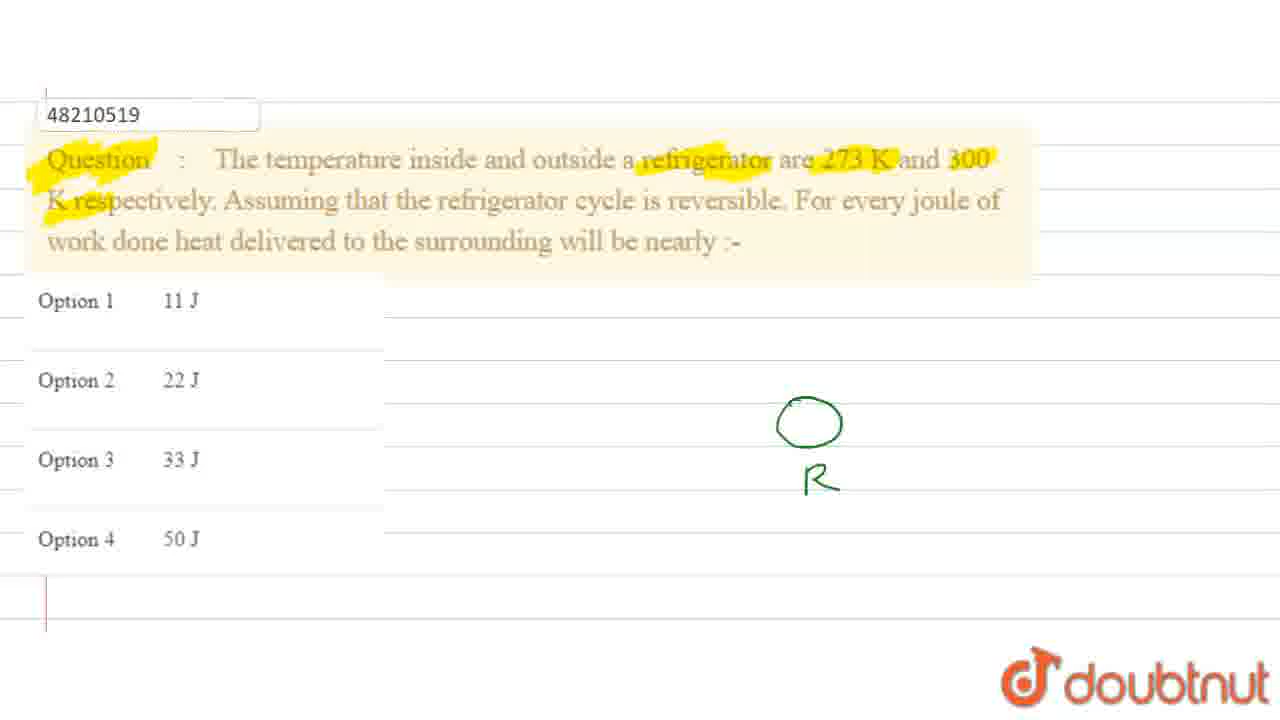 48210519
Question : The temperature inside and outside a refrigerator are 273 K and 300
K respectively. Assuming that the refrigerator cycle is reversible. For every joule of
work done heat delivered to the surrounding will be nearly :-
Option 1 11 J
Option 2 22 J
Option 3 33 J
Option 4 50 J
R
doubtnut